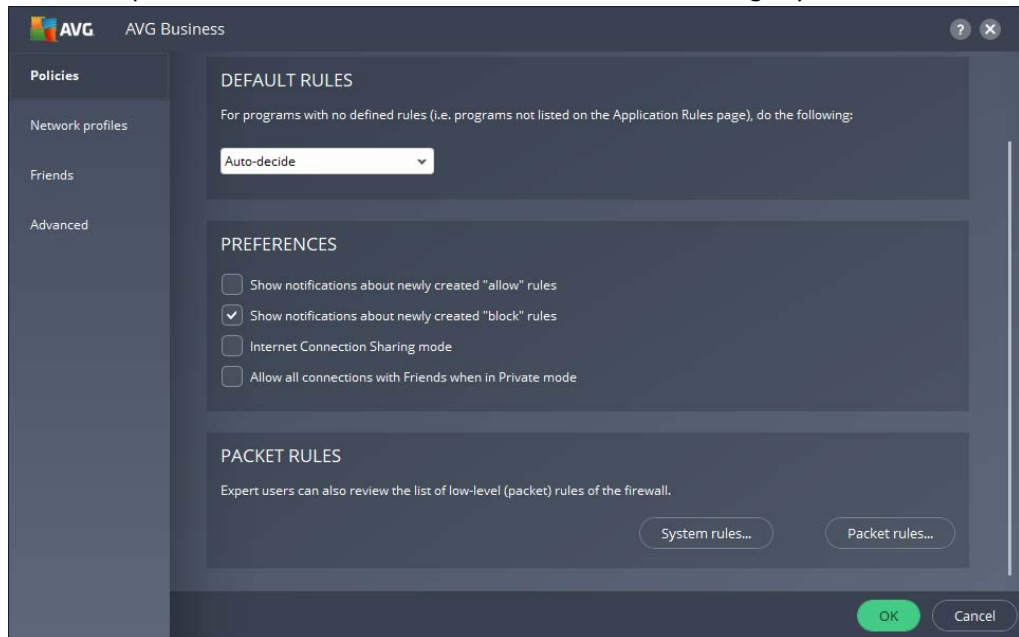 AVG AVG Business
Policies
Network profiles
Friends
Advanced
DEFAULT RULES
For programs with no defined rules (i.e. programs not listed on the Application Rules page), do the following:
Auto-decide
PREFERENCES
Show notifications about newly created "allow" rules
Show notifications about newly created "block" rules
Internet Connection Sharing mode
Allow all connections with Friends when in Private mode
PACKET RULES
Expert users can also review the list of low-level (packet) rules of the firewall.
System rules... Packet rules...
OK Cancel